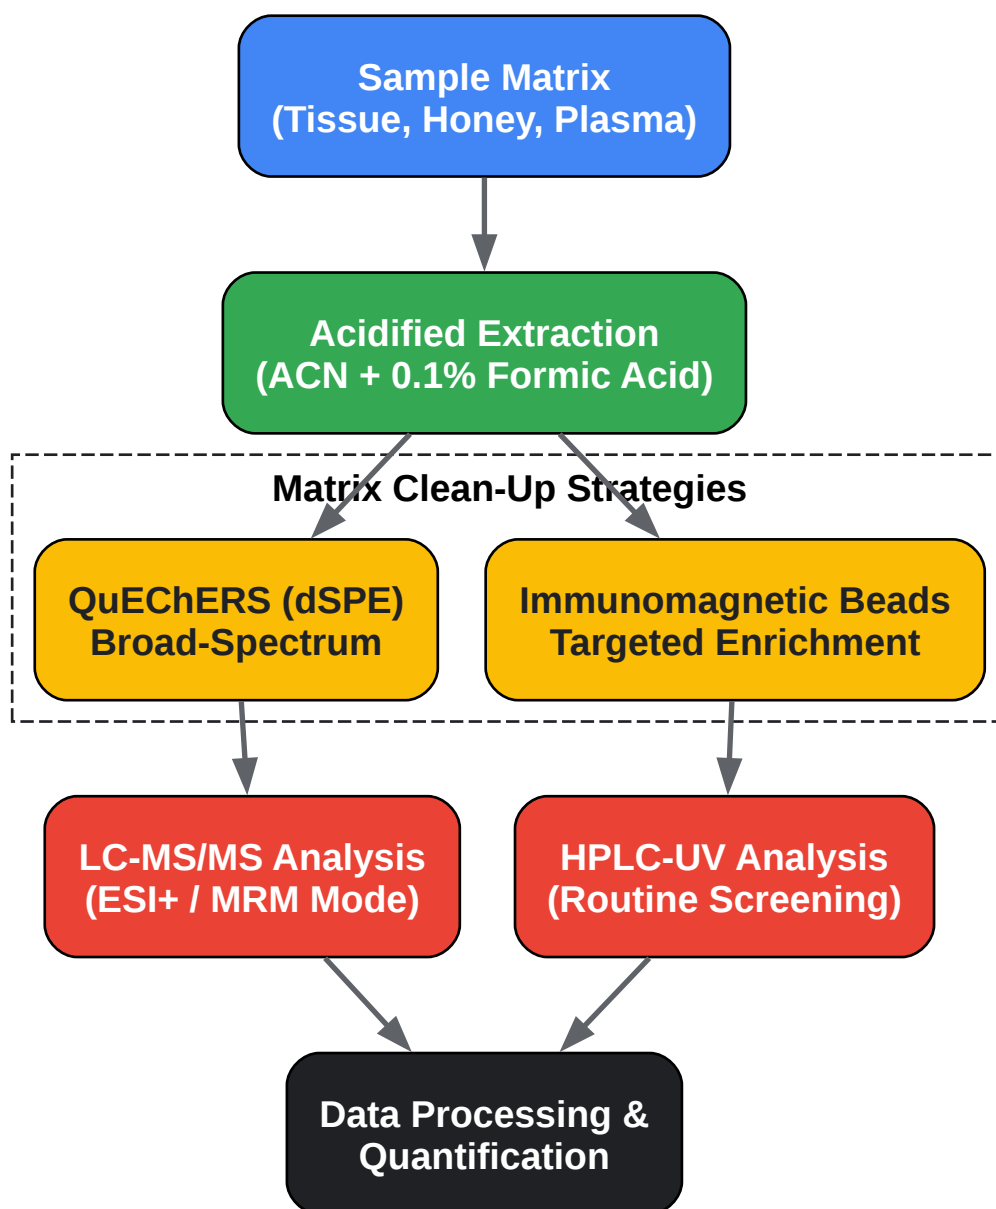 Sample Matrix
(Tissue, Honey, Plasma)
Acidified Extraction
(ACN + 0.1% Formic Acid)
Matrix Clean-Up Strategies
QuEChERS (dSPE)
Broad-Spectrum
Immunomagnetic Beads
Targeted Enrichment
LC-MS/MS Analysis
(ESI+ / MRM Mode)
HPLC-UV Analysis
(Routine Screening)
Data Processing &
Quantification